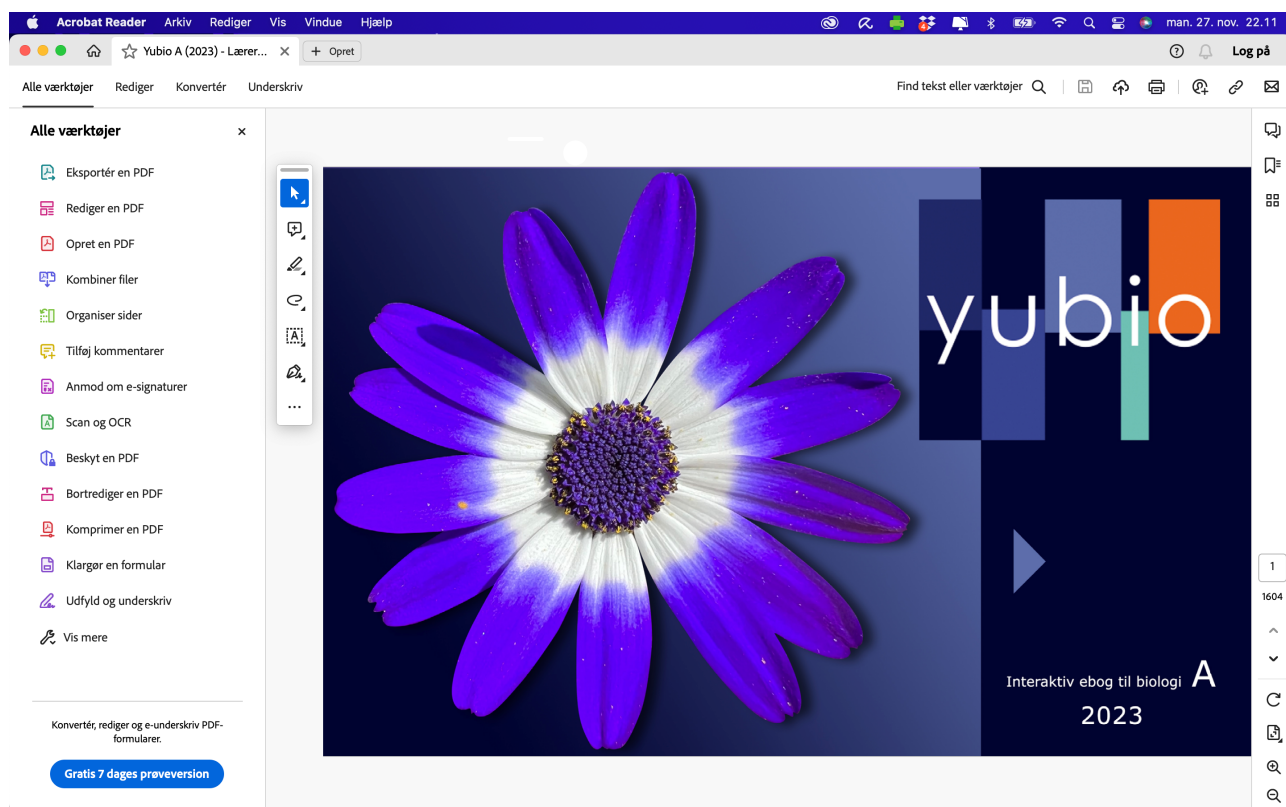 Acrobat Reader Arkiv Rediger Vis Vindue Hjælp
man. 27. nov. 22.11
Yubio A (2023) - Lærer...
+ Opret
Log på
Alle værktøjer Rediger Konvertér Underskriv
Find tekst eller værktøjer
Alle værktøjer
Eksportér en PDF
Rediger en PDF
Opret en PDF
Kombiner filer
Organiser sider
Tilføj kommentarer
Anmod om e-signaturer
Scan og OCR
Beskyt en PDF
Bortrediger en PDF
Komprimer en PDF
Klargør en formular
Udfyld og underskriv
Vis mere
Konvertér, rediger og e-underskriv PDF-
formularer.
Gratis 7 dages prøveversion
yubio
Interaktiv ebog til biologi A
2023
1
1604